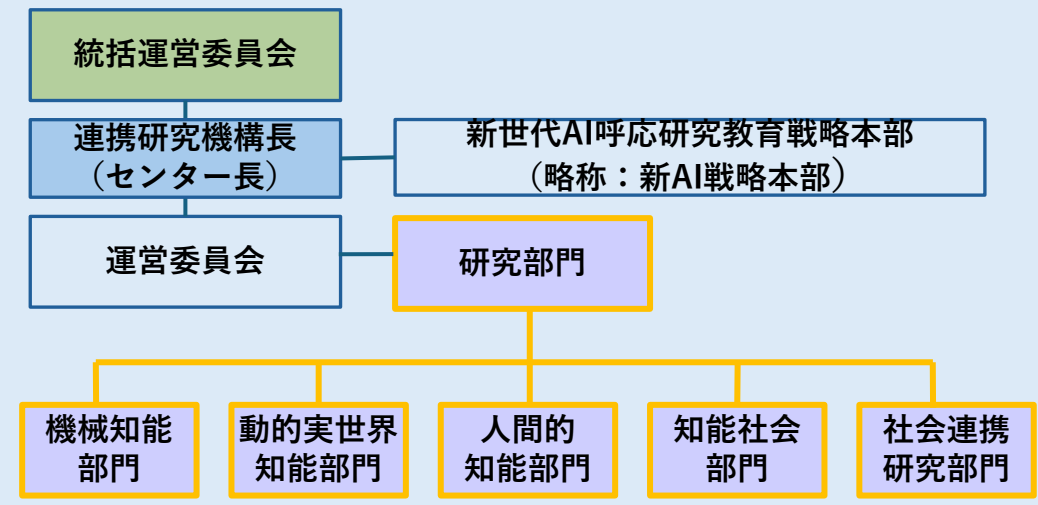 統括運営委員会
連携研究機構長
（センター長）
新世代AI呼応研究教育戦略本部
（略称：新AI戦略本部）
運営委員会
研究部門
機械知能
部門
動的実世界
知能部門
人間的
知能部門
知能社会
部門
社会連携
研究部門